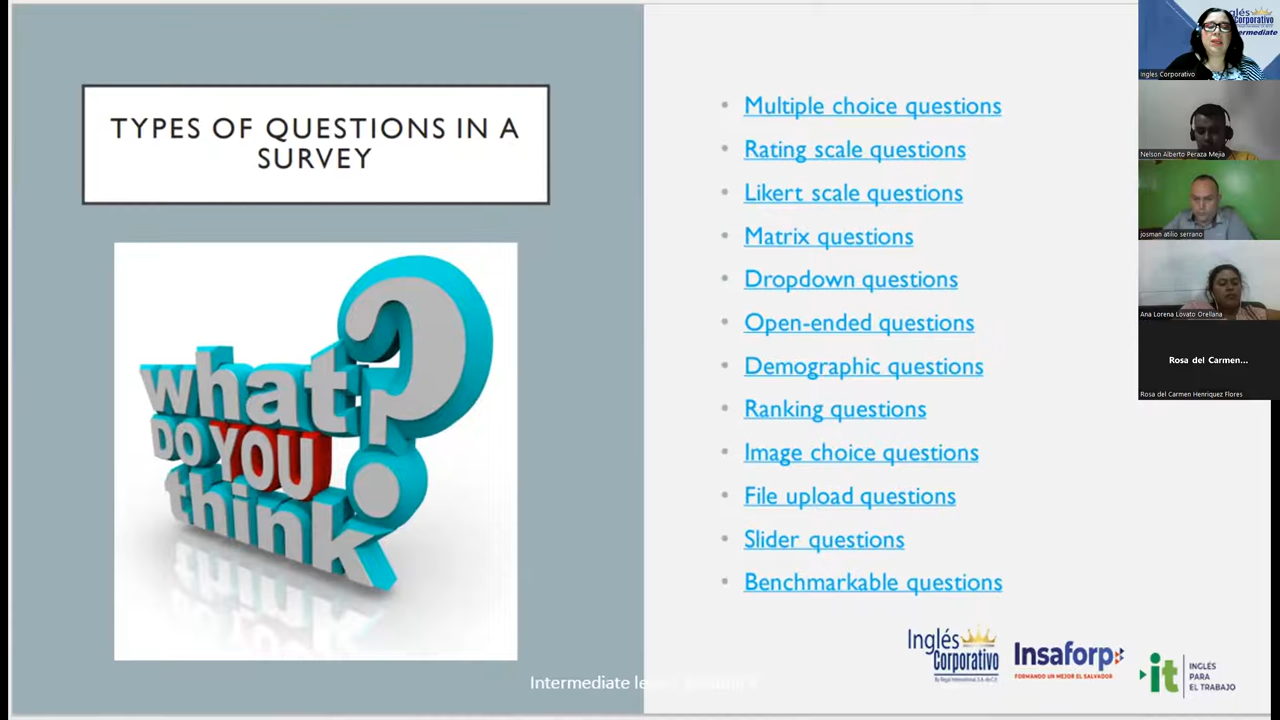 TYPES OF QUESTIONS IN A
SURVEY
what?
DO YOU
think
Multiple choice questions
Rating scale questions
Likert scale questions
Matrix questions
Dropdown questions
Open-ended questions
Demographic questions
Ranking questions
Image choice questions
File upload questions
Slider questions
Benchmarkable questions
Inglés
Corporativo
Insaforp
FORMANDO UN MEJOR EL SALVADOR
it
INGLÉS
PARA
EL TRABAJO
Intermediate
Corporativo
Ingles Corporativo
Nelson Alberto Peraza Mejia
josman atilio serrano
Ana Lorena Lovato Orellana
Rosa del Carmen...
Rosa del Carmen Henriquez Flores